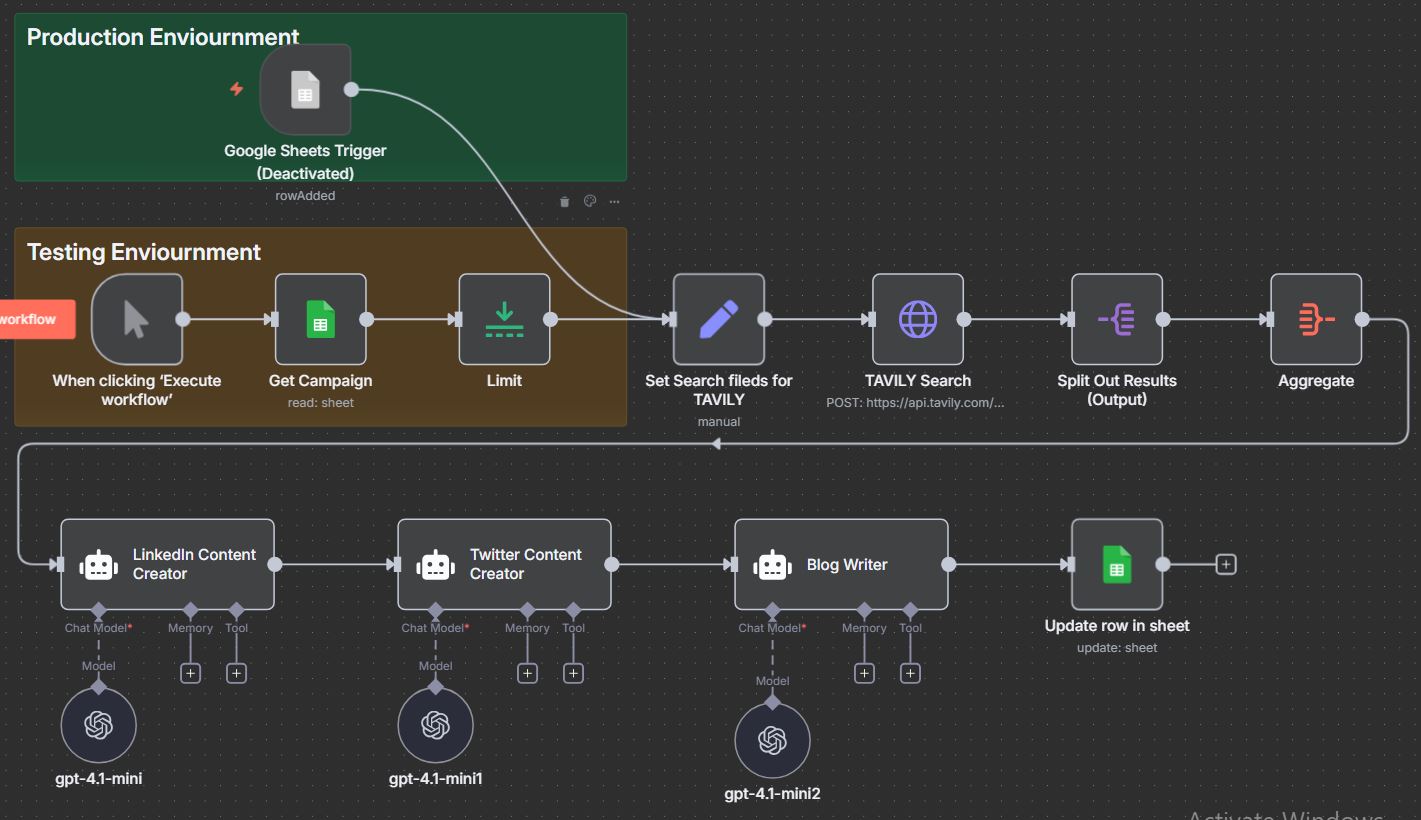 Production Enviournment
Google Sheets Trigger
(Deactivated)
rowAdded
Testing Enviournment
workflow
When clicking ‘Execute
workflow’
Get Campaign
read: sheet
Limit
Set Search fileds for
TAVILY
manual
TAVILY Search
POST: https://api.tavily.com/...
Split Out Results
(Output)
Aggregate
LinkedIn Content
Creator
Chat Model*
Memory
Tool
Model
gpt-4.1-mini
Twitter Content
Creator
Chat Model*
Memory
Tool
Model
gpt-4.1-mini1
Blog Writer
Chat Model*
Memory
Tool
Model
gpt-4.1-mini2
Update row in sheet
update: sheet
Activate Windows